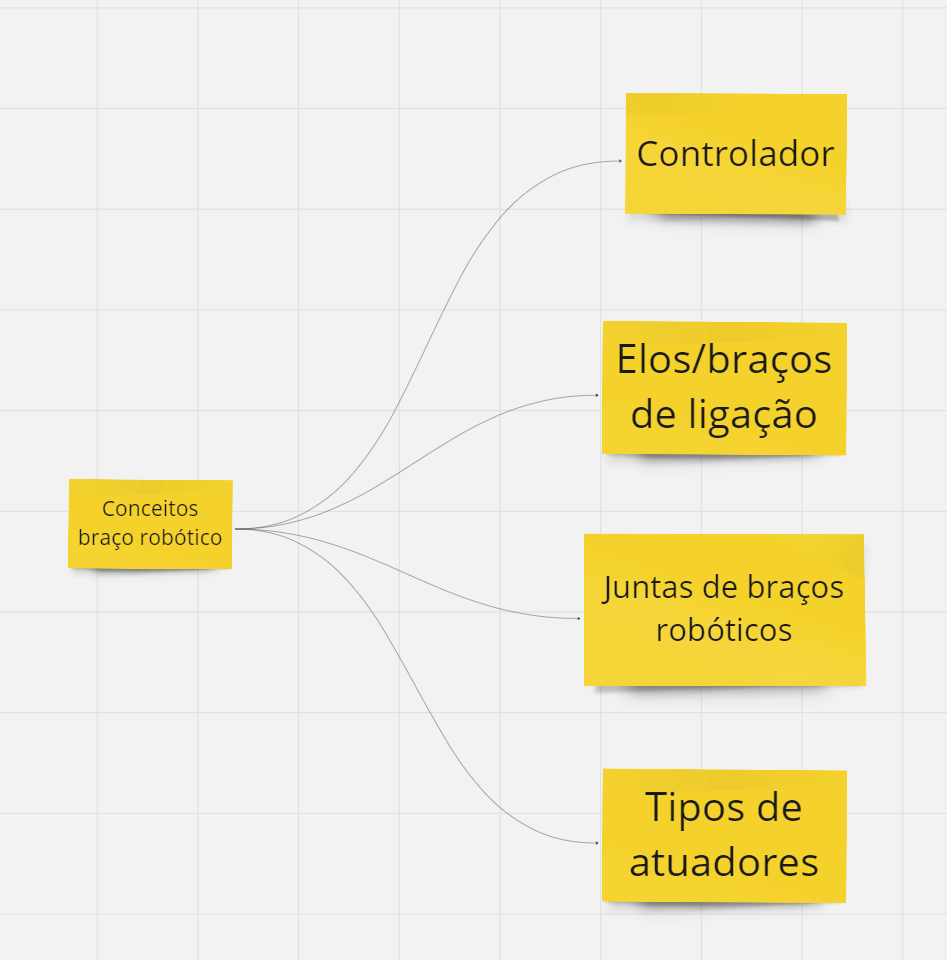 Controlador
Elos/braços
de ligação
Conceitos
braço robótico
Juntas de braços
robóticos
Tipos de
atuadores